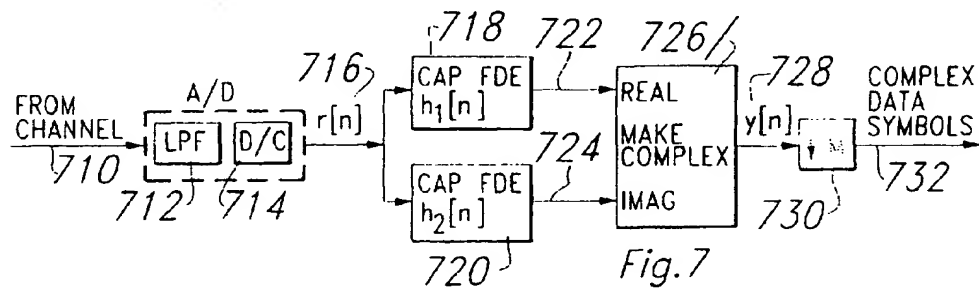 718
722
726
716
CAP FDE
h1[n]
728
COMPLEX
DATA
SYMBOLS
FROM
CHANNEL
A/D
r[n]
REAL
y[n]
LPF
D/C
724
MAKE
COMPLEX
↓ M
710
712
714
CAP FDE
h2[n]
IMAG
730
732
720
Fig.7